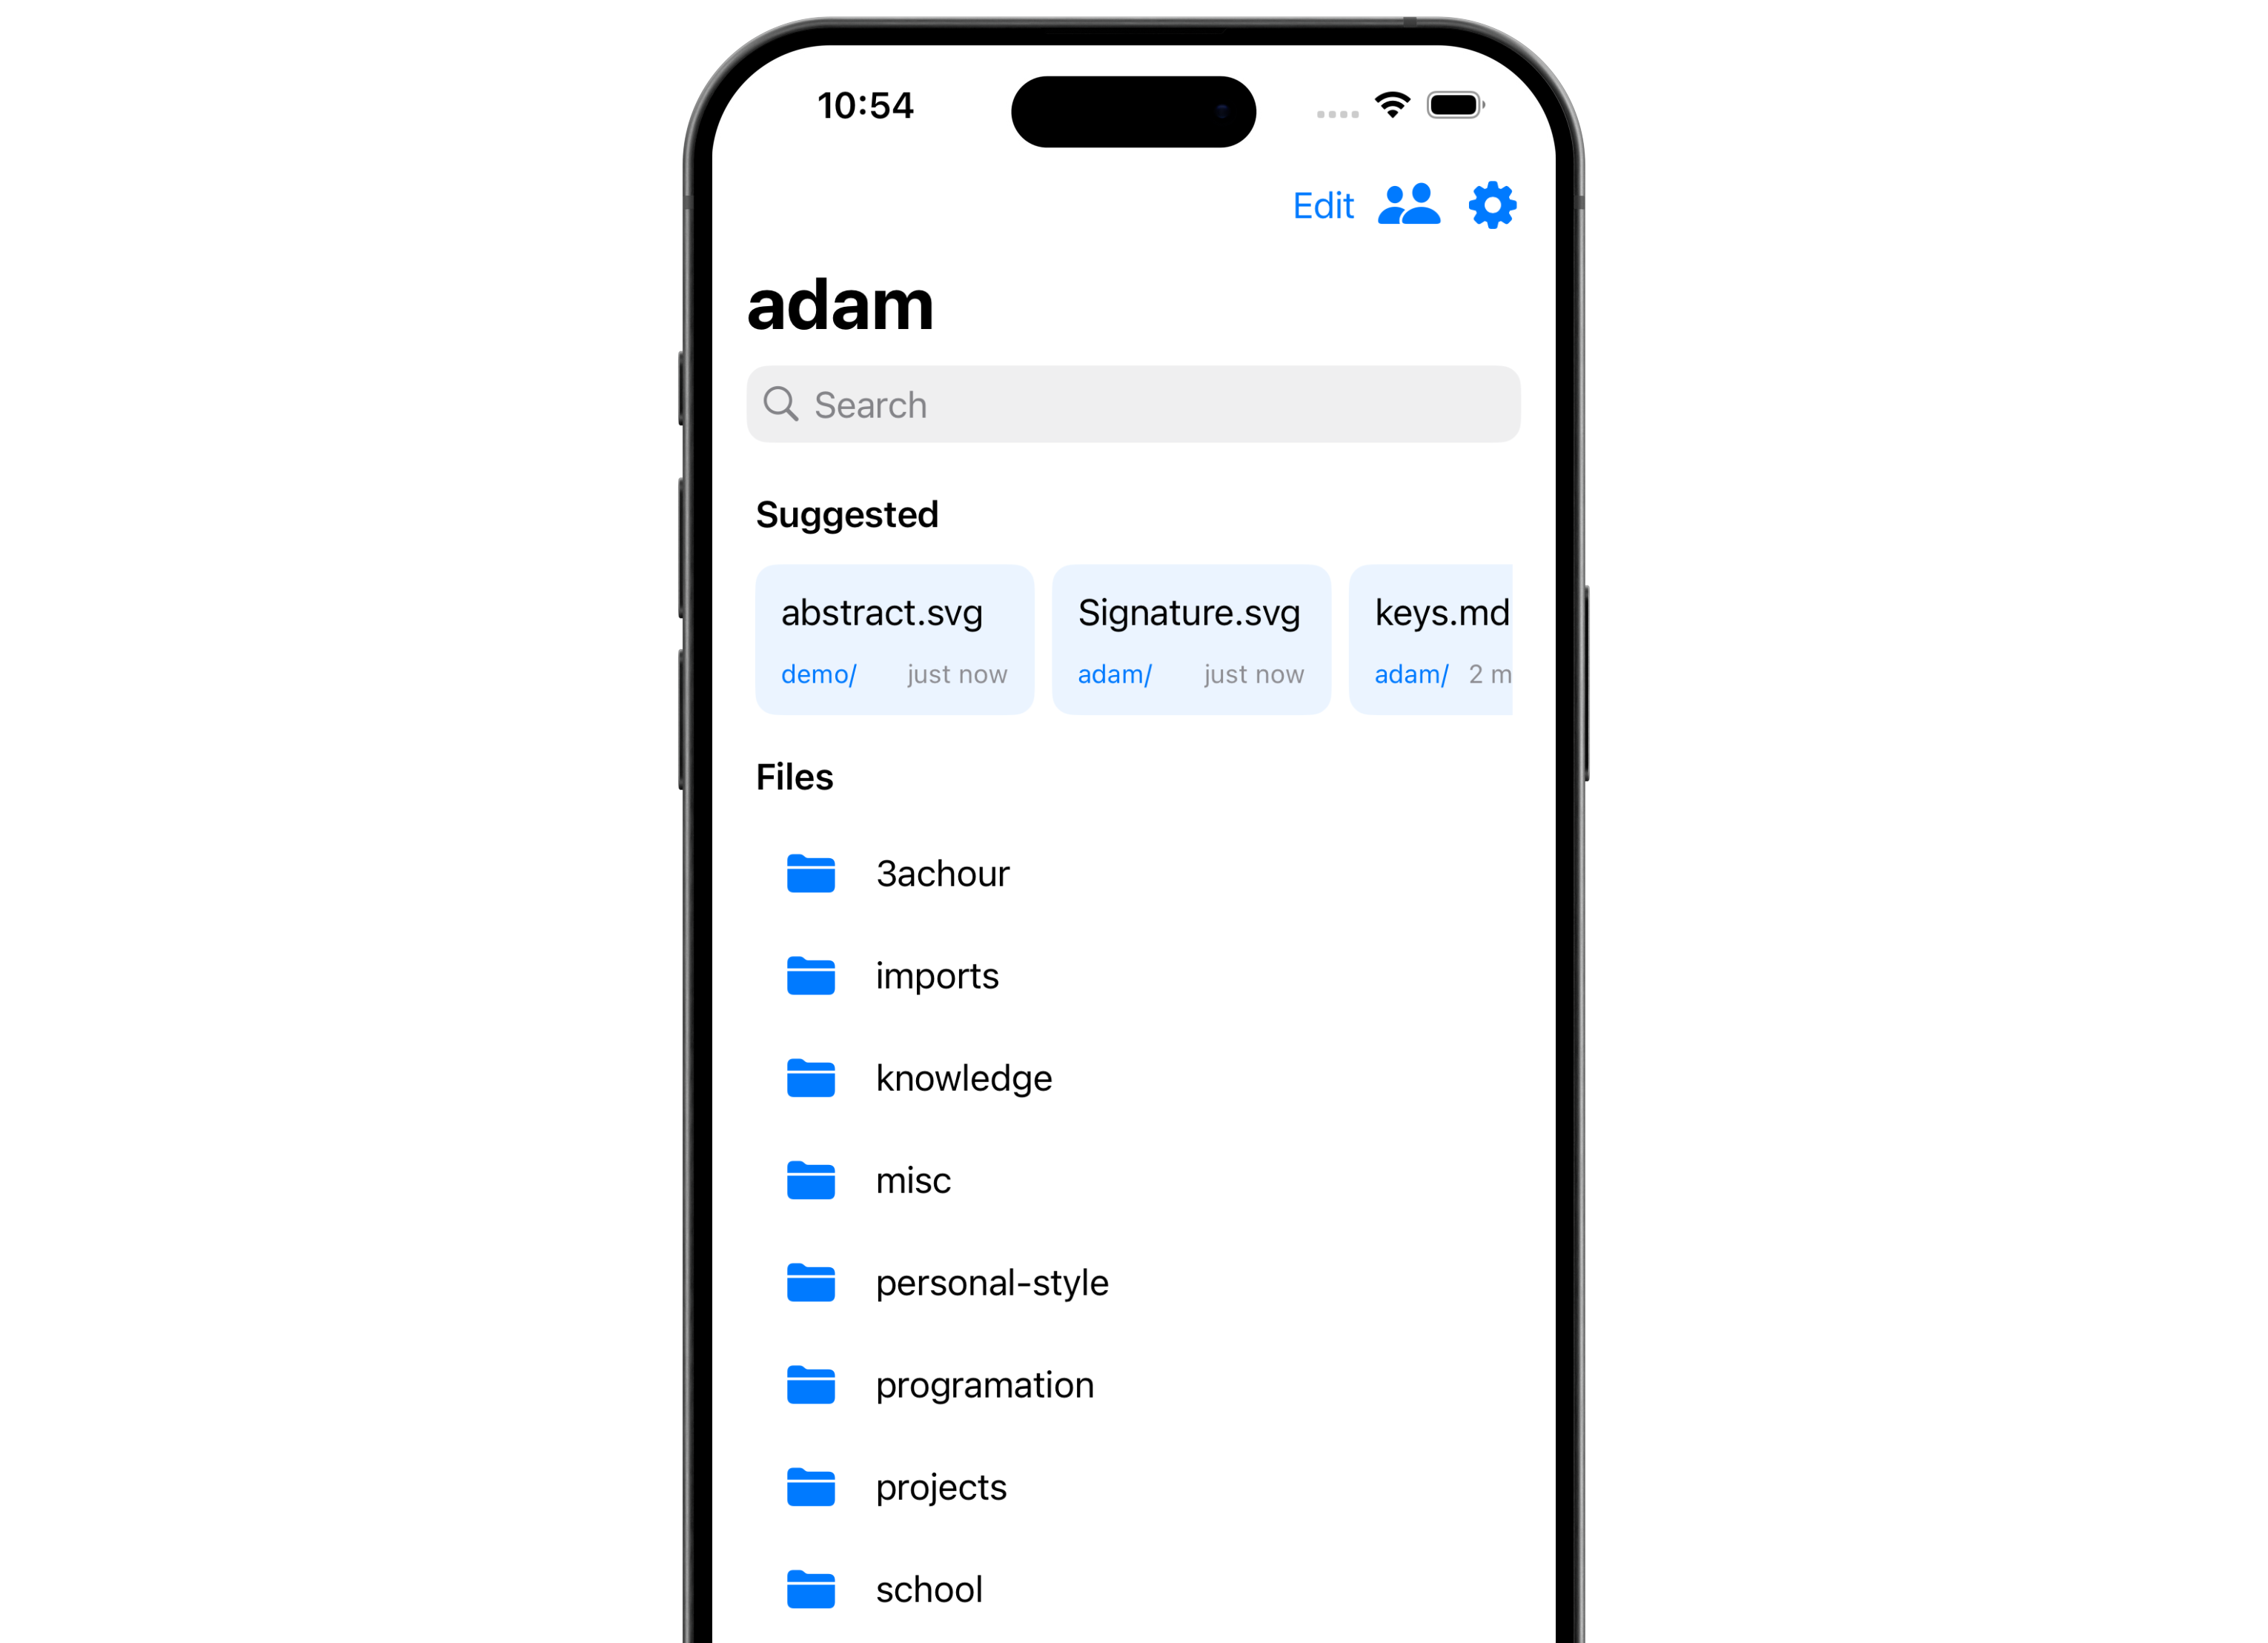 10:54
Edit
adam
Search
Suggested
abstract.svg
demo/ just now
Signature.svg
adam/ just now
keys.md
adam/ 2 m
Files
3achour
imports
knowledge
misc
personal-style
programation
projects
school